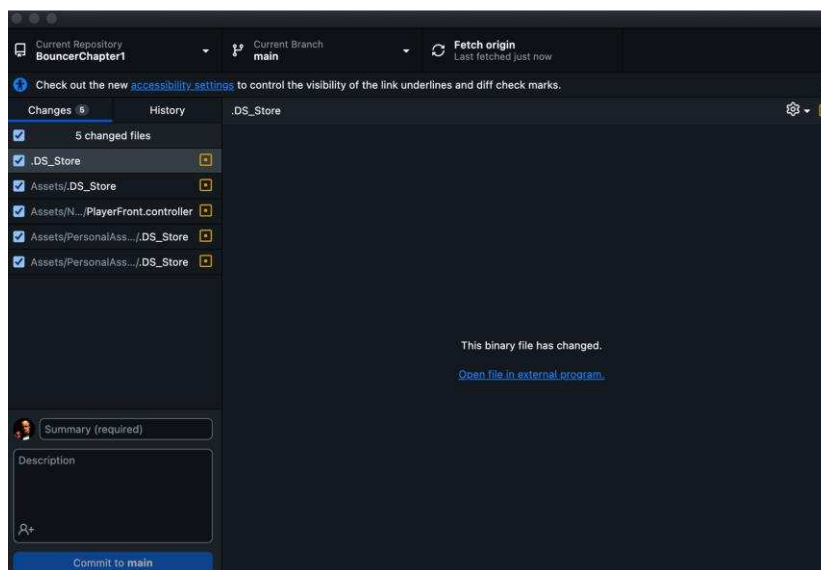 Current Repository
BouncerChapter1
Current Branch
main
Fetch origin
Last fetched just now
Check out the new accessibility settings to control the visibility of the link underlines and diff check marks.
Changes 5
History
.DS_Store
5 changed files
.DS_Store
Assets/.DS_Store
Assets/N.../PlayerFront.controller
Assets/PersonalAss.../.DS_Store
Assets/PersonalAss.../.DS_Store
This binary file has changed.
Open file in external program.
Summary (required)
Description
Commit to main